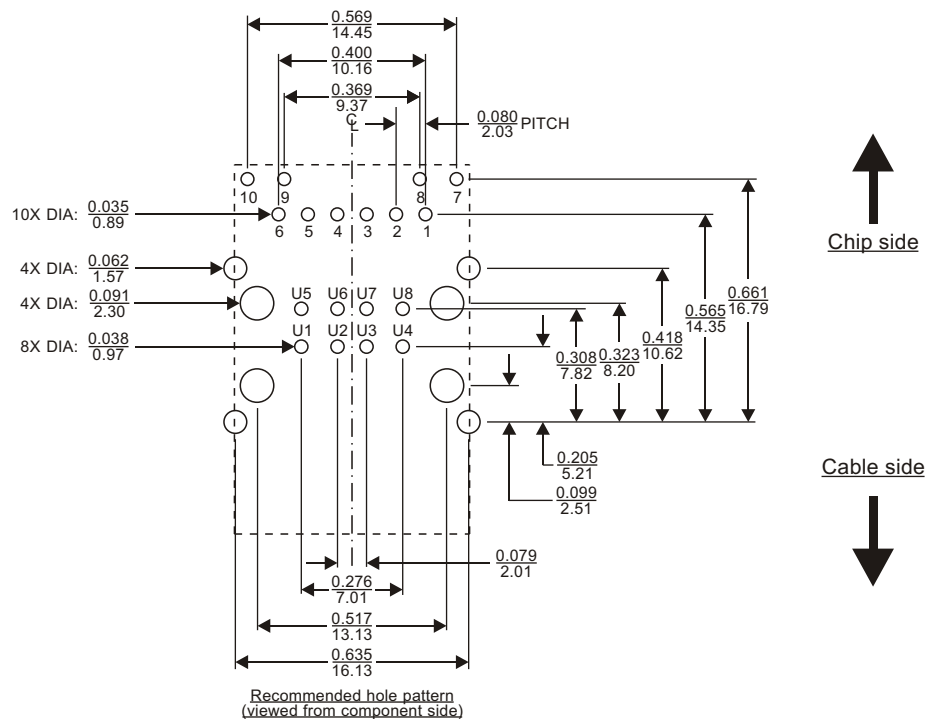 0.569
14.45
0.400
10.16
0.369
9.37
℄
0.080
2.03 PITCH
10 9 8 7
10X DIA: 0.035
0.89
6 5 4 3 2 1
Chip side
4X DIA: 0.062
1.57
4X DIA: 0.091
2.30
U5 U6 U7 U8
8X DIA: 0.038
0.97
U1 U2 U3 U4
0.308
7.82
0.323
8.20
0.418
10.62
0.565
14.35
0.661
16.79
0.205
5.21
0.099
2.51
Cable side
0.079
2.01
0.276
7.01
0.517
13.13
0.635
16.13
Recommended hole pattern
(viewed from component side)